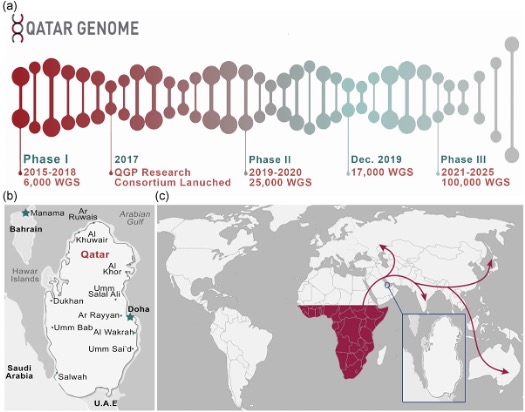 (a)
QATAR GENOME
Phase I
2015-2018
6,000 WGS
2017
QGP Research
Consortium Lanuched
Phase II
2019-2020
25,000 WGS
Dec. 2019
17,000 WGS
Phase III
2021-2025
100,000 WGS
(b)
Manama
Bahrain
Ar
Ruwais
Arabian
Gulf
Al
Khuwair
Qatar
Hawar
Islands
Al
Khor
Umm
Salal Ali
Dukhan
Doha
Ar Rayyan
Umm Bab
Al Wakrah
Umm Sai'd
Saudi
Arabia
Salwah
U.A.E
(c)